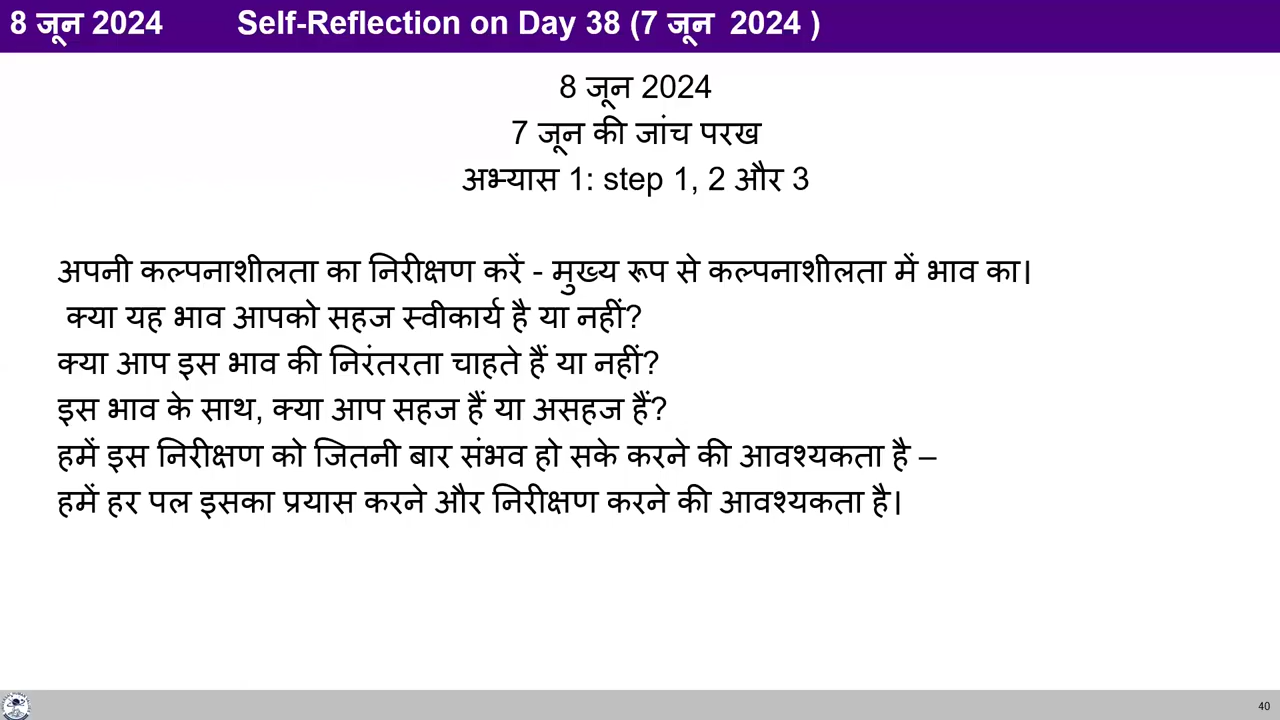 8 जून 2024 Self-Reflection on Day 38 (7 जून 2024 )
8 जून 2024
7 जून की जांच परख
अभ्यास 1: step 1, 2 और 3
अपनी कल्पनाशीलता का निरीक्षण करें - मुख्य रूप से कल्पनाशीलता में भाव का।
क्या यह भाव आपको सहज स्वीकार्य है या नहीं?
क्या आप इस भाव की निरंतरता चाहते हैं या नहीं?
इस भाव के साथ, क्या आप सहज हैं या असहज हैं?
हमें इस निरीक्षण को जितनी बार संभव हो सके करने की आवश्यकता है –
हमें हर पल इसका प्रयास करने और निरीक्षण करने की आवश्यकता है।
40